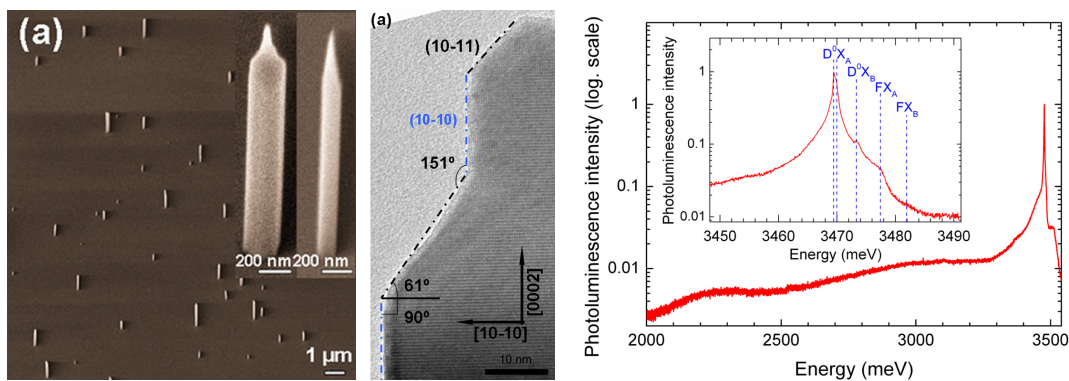 (a)
200 nm
200 nm
1 µm
(a)
(10-11)
(10-10)
151º
61º
90º
[0002]
[10-10]
10 nm
Photoluminescence intensity (log. scale)
1
0.1
0.01
2000 2500 3000 3500
Energy (meV)
Photoluminescence intensity
1
0.1
0.01
D⁰X_A
D⁰X_B
FX_A
FX_B
3450 3460 3470 3480 3490
Energy (meV)